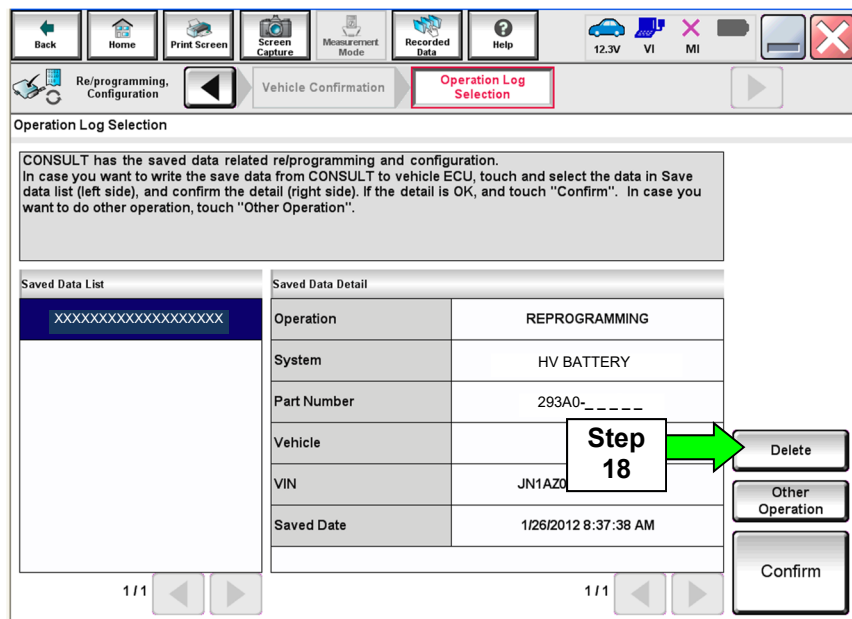 Back
Home
Print Screen
Screen
Capture
Measurement
Mode
Recorded
Data
Help
12.3V
VI
MI
Re/programming,
Configuration
Vehicle Confirmation
Operation Log
Selection
Operation Log Selection
CONSULT has the saved data related re/programming and configuration.
In case you want to write the save data from CONSULT to vehicle ECU, touch and select the data in Save
data list (left side), and confirm the detail (right side). If the detail is OK, and touch "Confirm". In case you
want to do other operation, touch "Other Operation".
Saved Data List
Saved Data Detail
XXXXXXXXXXXXXXXXXXX
Operation
REPROGRAMMING
System
HV BATTERY
Part Number
293A0-_ _ _ _ _
Vehicle
Step
18
Delete
VIN
JN1AZ0
Other
Operation
Saved Date
1/26/2012 8:37:38 AM
Confirm
1/1
1/1